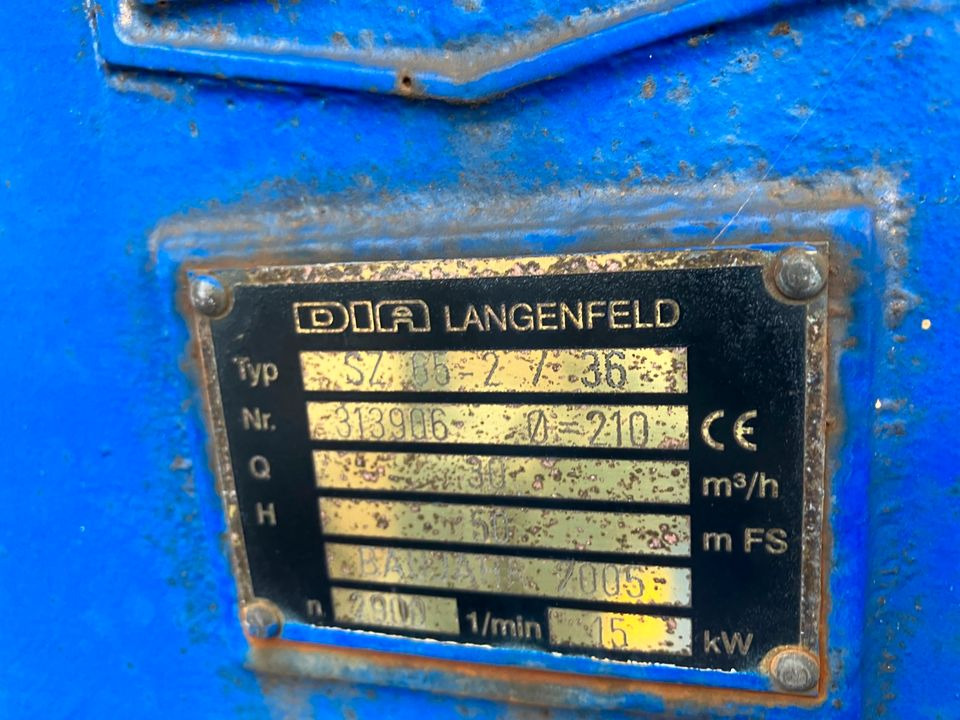 DIA LANGENFELD
Typ SZ 65-2 / 36
Nr. 313906 Ø=210 CE
Q 30 m³/h
H 50 m FS
BAUJAHR 2005
n. 2900 1/min 15 kW